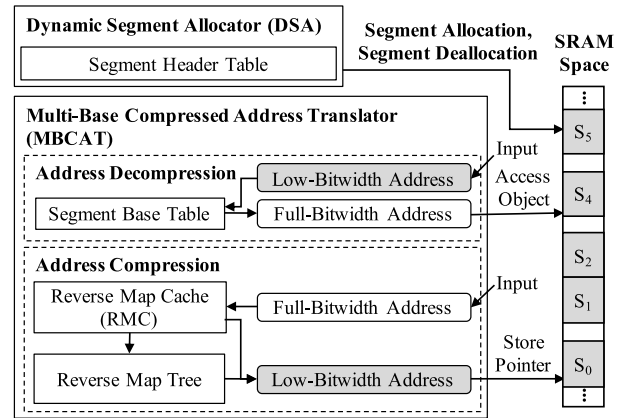 Dynamic Segment Allocator (DSA)
Segment Header Table
Segment Allocation,
Segment Deallocation
SRAM
Space
Multi-Base Compressed Address Translator
(MBCAT)
Address Decompression
Low-Bitwidth Address
Segment Base Table
Full-Bitwidth Address
Input
Access
Object
Address Compression
Reverse Map Cache
(RMC)
Full-Bitwidth Address
Input
Reverse Map Tree
Low-Bitwidth Address
Store
Pointer
⋮
S5
S4
S2
S1
S0
⋮